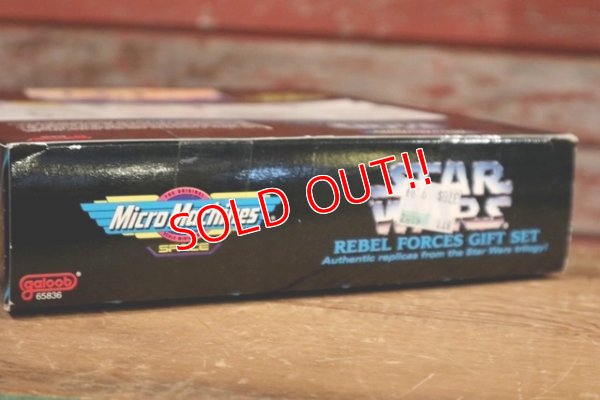 SOLD OUT!!
STAR
WARS
THE ORIGINAL
Micro Machines
SPACE
REBEL FORCES GIFT SET
Authentic replicas from the Star Wars trilogy!
galoob
65836